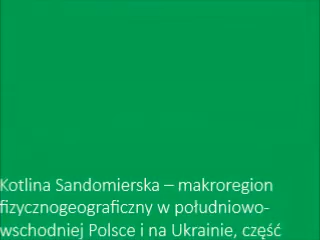 Kotlina Sandomierska – makroregion
fizycznogeograficzny w południowo-
wschodniej Polsce i na Ukrainie, część